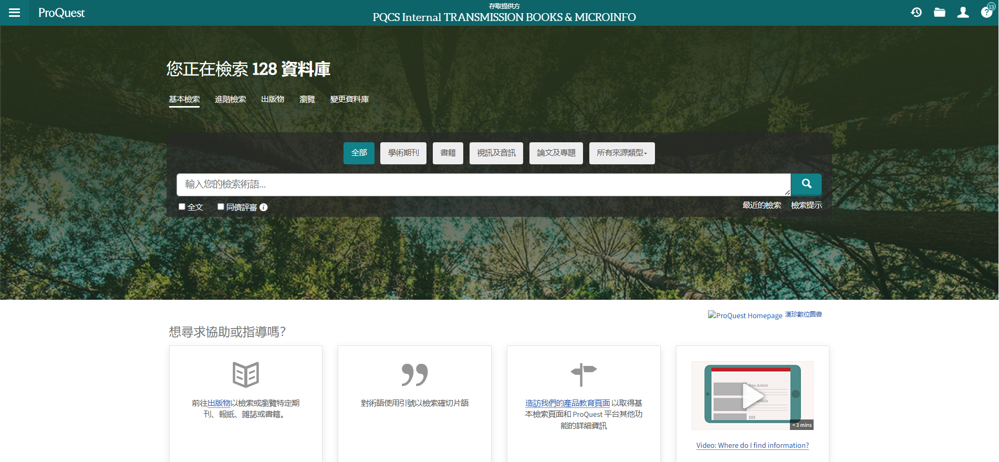 ProQuest
存取提供方
PQCS Internal TRANSMISSION BOOKS & MICROINFO
13
您正在檢索 128 資料庫
基本檢索 進階檢索 出版物 瀏覽 變更資料庫
全部 學術期刊 書籍 視訊及音訊 論文及專題 所有來源類型
輸入您的檢索術語...
全文 同儕評審
最近的檢索 檢索提示
ProQuest Homepage 漢珍數位圖書
想尋求協助或指導嗎?
前往出版物以檢索或瀏覽特定期
刊、報紙、雜誌或書籍。
對術語使用引號以檢索確切片語
造訪我們的產品教育頁面 以取得基
本檢索頁面和 ProQuest 平台其他功
能的詳細資訊
Free Article
Article
$$$
< 3 mins
Video: Where do I find information?